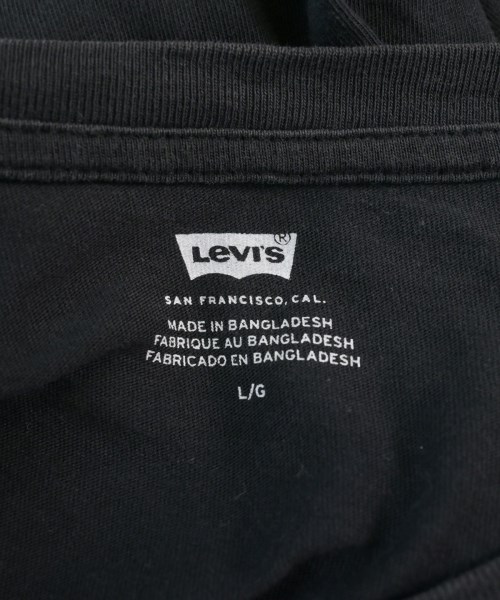 Levi's®
SAN FRANCISCO, CAL.
MADE IN BANGLADESH
FABRIQUE AU BANGLADESH
FABRICADO EN BANGLADESH
L/G